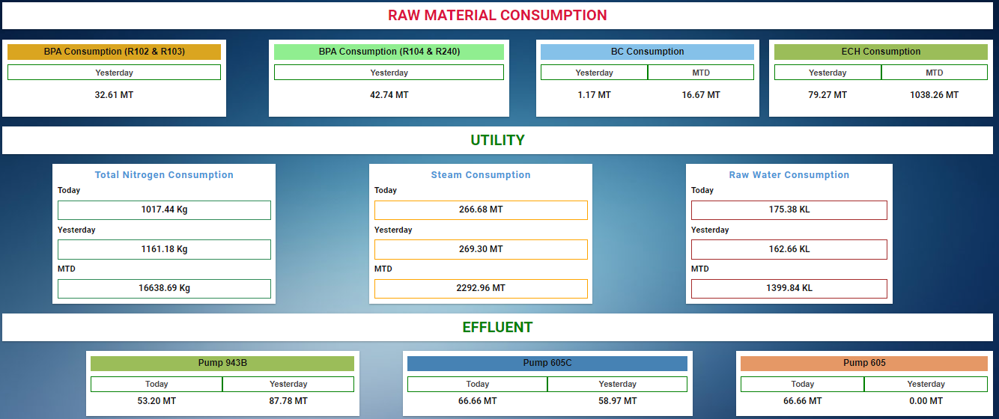 RAW MATERIAL CONSUMPTION
BPA Consumption (R102 & R103)
Yesterday
32.61 MT
BPA Consumption (R104 & R240)
Yesterday
42.74 MT
BC Consumption
Yesterday MTD
1.17 MT 16.67 MT
ECH Consumption
Yesterday MTD
79.27 MT 1038.26 MT
UTILITY
Total Nitrogen Consumption
Today
1017.44 Kg
Yesterday
1161.18 Kg
MTD
16638.69 Kg
Steam Consumption
Today
266.68 MT
Yesterday
269.30 MT
MTD
2292.96 MT
Raw Water Consumption
Today
175.38 KL
Yesterday
162.66 KL
MTD
1399.84 KL
EFFLUENT
Pump 943B
Today Yesterday
53.20 MT 87.78 MT
Pump 605C
Today Yesterday
66.66 MT 58.97 MT
Pump 605
Today Yesterday
66.66 MT 0.00 MT